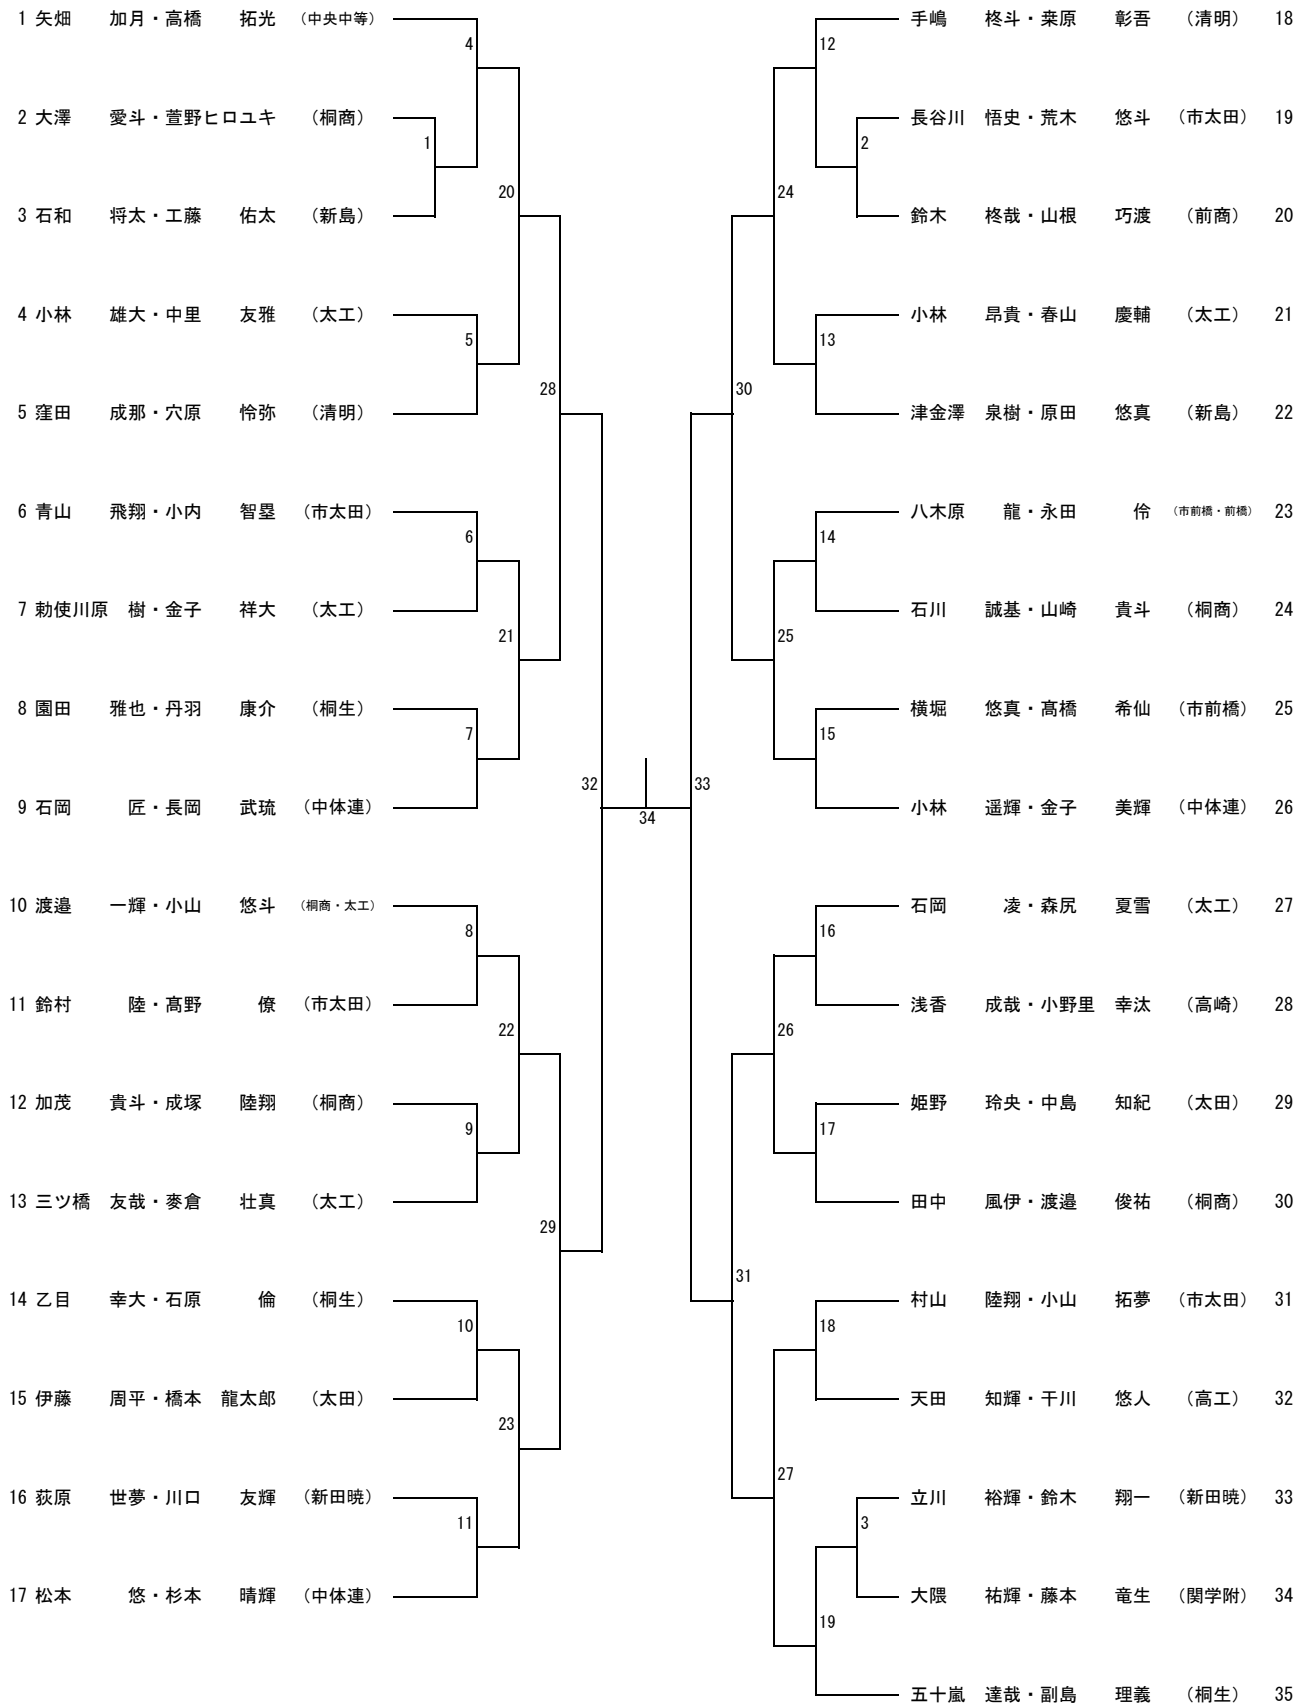 1 矢畑 加月・高橋 拓光 (中央中等)
2 大澤 愛斗・萱野ヒロユキ (桐商)
3 石和 将太・工藤 佑太 (新島)
4 小林 雄大・中里 友雅 (太工)
5 窪田 成那・穴原 怜弥 (清明)
6 青山 飛翔・小内 智塁 (市太田)
7 勅使川原 樹・金子 祥大 (太工)
8 園田 雅也・丹羽 康介 (桐生)
9 石岡 匠・長岡 武琉 (中体連)
10 渡邉 一輝・小山 悠斗 (桐商・太工)
11 鈴村 陸・髙野 僚 (市太田)
12 加茂 貴斗・成塚 陸翔 (桐商)
13 三ツ橋 友哉・麥倉 壮真 (太工)
14 乙目 幸大・石原 倫 (桐生)
15 伊藤 周平・橋本 龍太郎 (太田)
16 荻原 世夢・川口 友輝 (新田暁)
17 松本 悠・杉本 晴輝 (中体連)
4
1
20
5
28
6
21
7
32
8
22
9
29
10
23
11
34
33
12
2
24
13
30
14
25
15
16
26
17
31
18
27
3
19
手嶋 柊斗・桒原 彰吾 (清明) 18
長谷川 悟史・荒木 悠斗 (市太田) 19
鈴木 柊哉・山根 巧渡 (前商) 20
小林 昂貴・春山 慶輔 (太工) 21
津金澤 泉樹・原田 悠真 (新島) 22
八木原 龍・永田 伶 (市前橋・前橋) 23
石川 誠基・山崎 貴斗 (桐商) 24
横堀 悠真・髙橋 希仙 (市前橋) 25
小林 遥輝・金子 美輝 (中体連) 26
石岡 凌・森尻 夏雪 (太工) 27
浅香 成哉・小野里 幸汰 (高崎) 28
姫野 玲央・中島 知紀 (太田) 29
田中 風伊・渡邉 俊祐 (桐商) 30
村山 陸翔・小山 拓夢 (市太田) 31
天田 知輝・干川 悠人 (高工) 32
立川 裕輝・鈴木 翔一 (新田暁) 33
大隈 祐輝・藤本 竜生 (関学附) 34
五十嵐 達哉・副島 理義 (桐生) 35